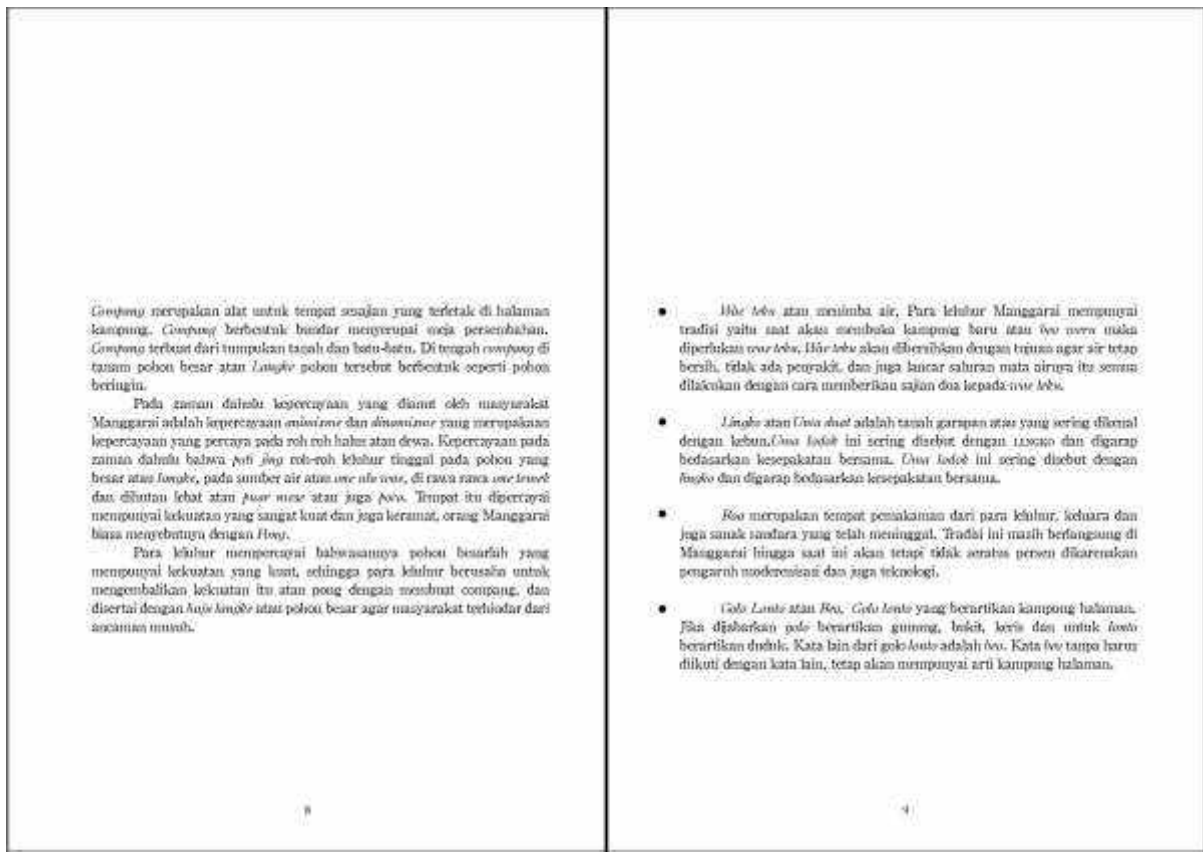 Compang merupakan alat untuk tempat sesajian yang terletak di halaman
kampung. Compang berbentuk bundar menyerupai meja persembahan.
Compang terbuat dari tumpukan tanah dan batu-batu. Di tengah compang di
tanam pohon besar atau Langke pohon tersebut berbentuk seperti pohon
beringin.
Pada zaman dahulu kepercayaan yang dianut oleh masyarakat
Manggarai adalah kepercayaan animisme dan dinamisme yang merupakaan
kepercayaan yang percaya pada roh roh halus atau dewa. Kepercayaan pada
zaman dahulu bahwa roh-roh leluhur tinggal pada pohon yang
besar atau langke, pada sumber air atau wae, di rawa rawa
dan dihutan lebat atau puar mese atau juga poco. Tempat itu dipercayai
mempunyai kekuatan yang sangat kuat dan juga keramat, orang Manggarai
biasa menyebutnya dengan Pong.
Para leluhur mempercayai bahwasannya pohon besarlah yang
mempunyai kekuatan yang kuat, sehingga para leluhur berusaha untuk
mengembalikan kekuatan itu atau pong dengan membuat compang, dan
disertai dengan haju langke atau pohon besar agar masyarakat terhindar dari
ancaman musuh.
8
• Wae teku atau menimba air, Para leluhur Manggarai mempunyai
tradisi yaitu saat akan membuka kampung baru atau beo weru maka
diperlukan wae teku. Wae teku akan dibersihkan dengan tujuan agar air tetap
bersih, tidak ada penyakit, dan juga lancar saluran mata airnya itu semua
dilakukan dengan cara memberikan sajian doa kepada wae teku.
• Lingko atau Uma duat adalah tanah garapan atau yang sering dikenal
dengan kebun.Uma lodok ini sering disebut dengan LINGKO dan digarap
bedasarkan kesepakatan bersama. Uma lodok ini sering disebut dengan
lingko dan digarap bedasarkan kesepakatan bersama.
• Boa merupakan tempat pemakaman dari para leluhur, keluara dan
juga sanak saudara yang telah meninggal. Tradisi ini masih berlangsung di
Manggarai hingga saat ini akan tetapi tidak seratus persen dikarenakan
pengaruh moderenisasi dan juga teknologi.
• Golo Lonto atau Beo. Golo lonto yang berartikan kampung halaman.
Jika dijabarkan golo berartikan gunung, bukit, keris dan untuk lonto
berartikan duduk. Kata lain dari golo lonto adalah beo. Kata beo tanpa harus
diikuti dengan kata lain, tetap akan mempunyai arti kampung halaman.
9